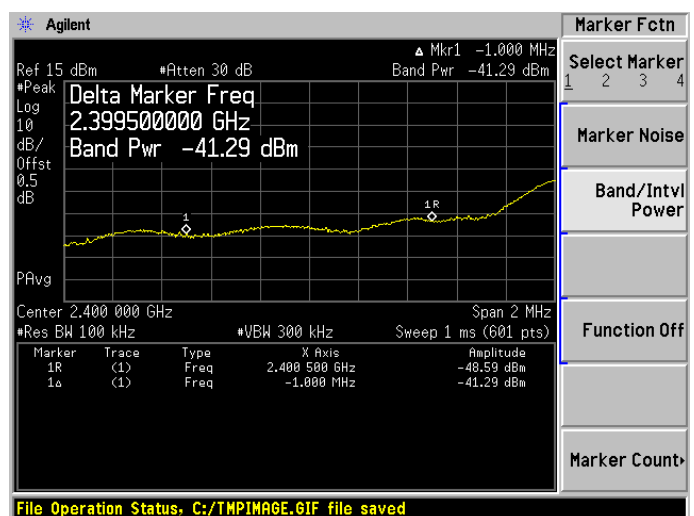 Agilent
Marker Fctn
Δ Mkr1 -1.000 MHz
Ref 15 dBm #Atten 30 dB Band Pwr -41.29 dBm
#Peak
Log
10
dB/
Offst
0.5
dB
PAvg
Delta Marker Freq
2.399500000 GHz
Band Pwr -41.29 dBm
1
1R
Center 2.400 000 GHz Span 2 MHz
#Res BW 100 kHz #VBW 300 kHz Sweep 1 ms (601 pts)
Marker Trace Type X Axis Amplitude
1R (1) Freq 2.400 500 GHz -48.59 dBm
1Δ (1) Freq -1.000 MHz -41.29 dBm
Select Marker
1 2 3 4
Marker Noise
Band/Intvl
Power
Function Off
Marker Count
File Operation Status, C:/TMPIMAGE.GIF file saved